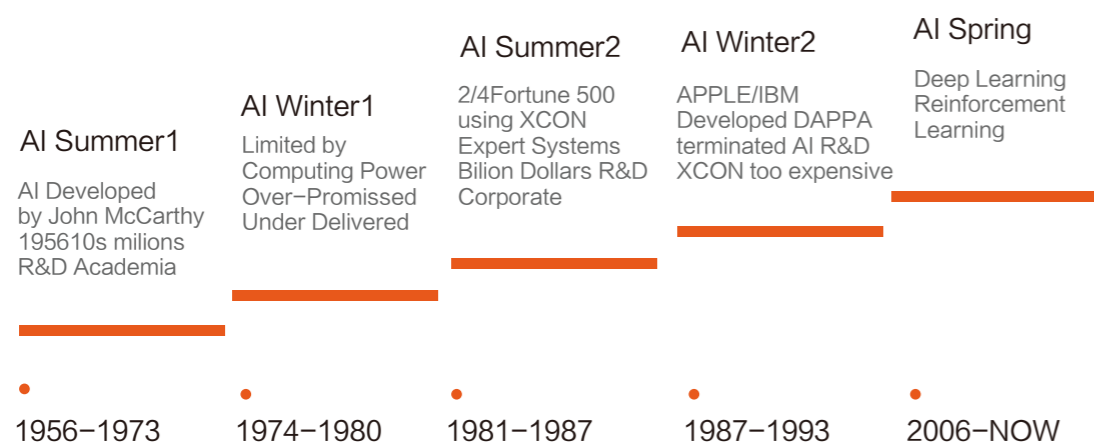 AI Summer1
AI Developed
by John McCarthy
195610s milions
R&D Academia
1956-1973
AI Winter1
Limited by
Computing Power
Over-Promissed
Under Delivered
1974-1980
AI Summer2
2/4Fortune 500
using XCON
Expert Systems
Bilion Dollars R&D
Corporate
1981-1987
AI Winter2
APPLE/IBM
Developed DAPPA
terminated AI R&D
XCON too expensive
1987-1993
AI Spring
Deep Learning
Reinforcement
Learning
2006-NOW